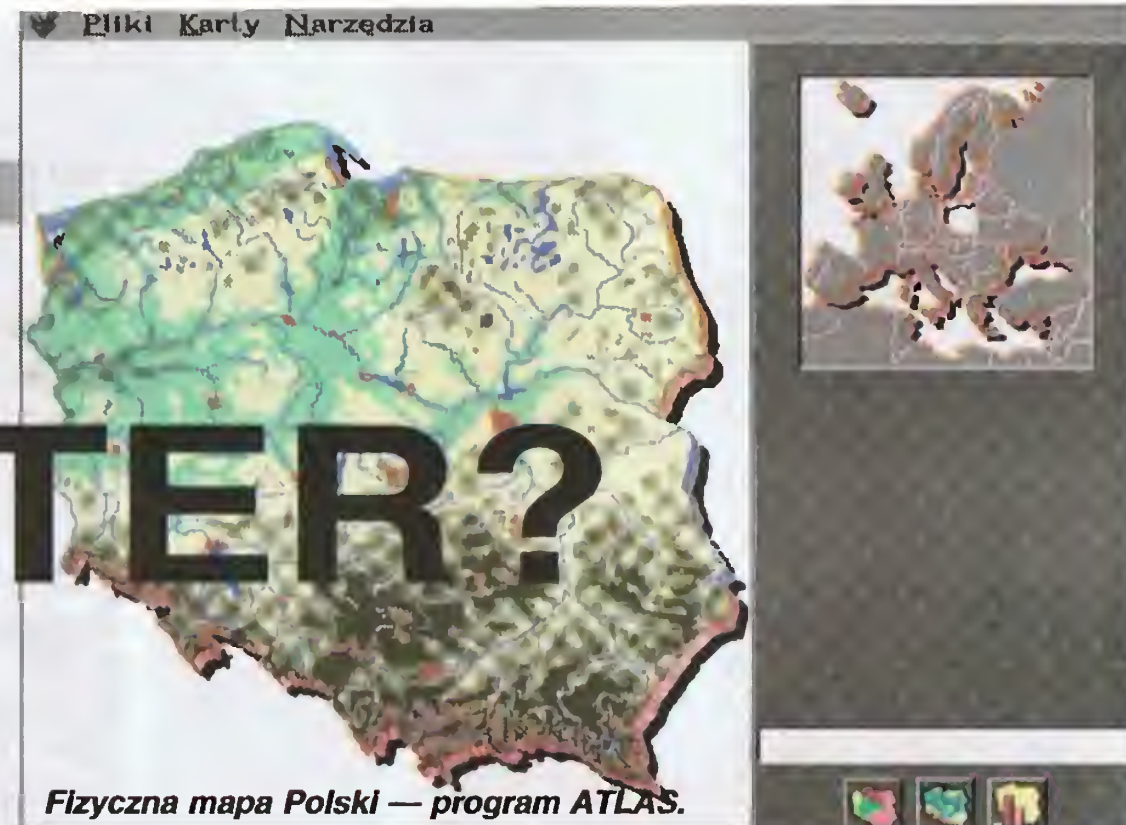 Pliki Karty Narzędzia
TER?
Fizyczna mapa Polski — program ATLAS.